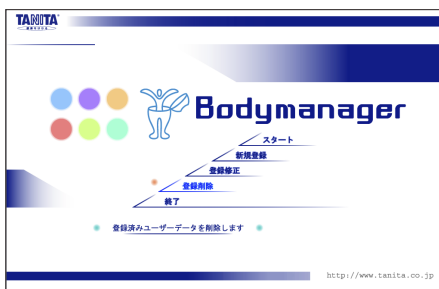 TANITA
Bodymanager
スタート
新規登録
登録修正
登録削除
終了
登録済みユーザーデータを削除します
http://www.tanita.co.jp